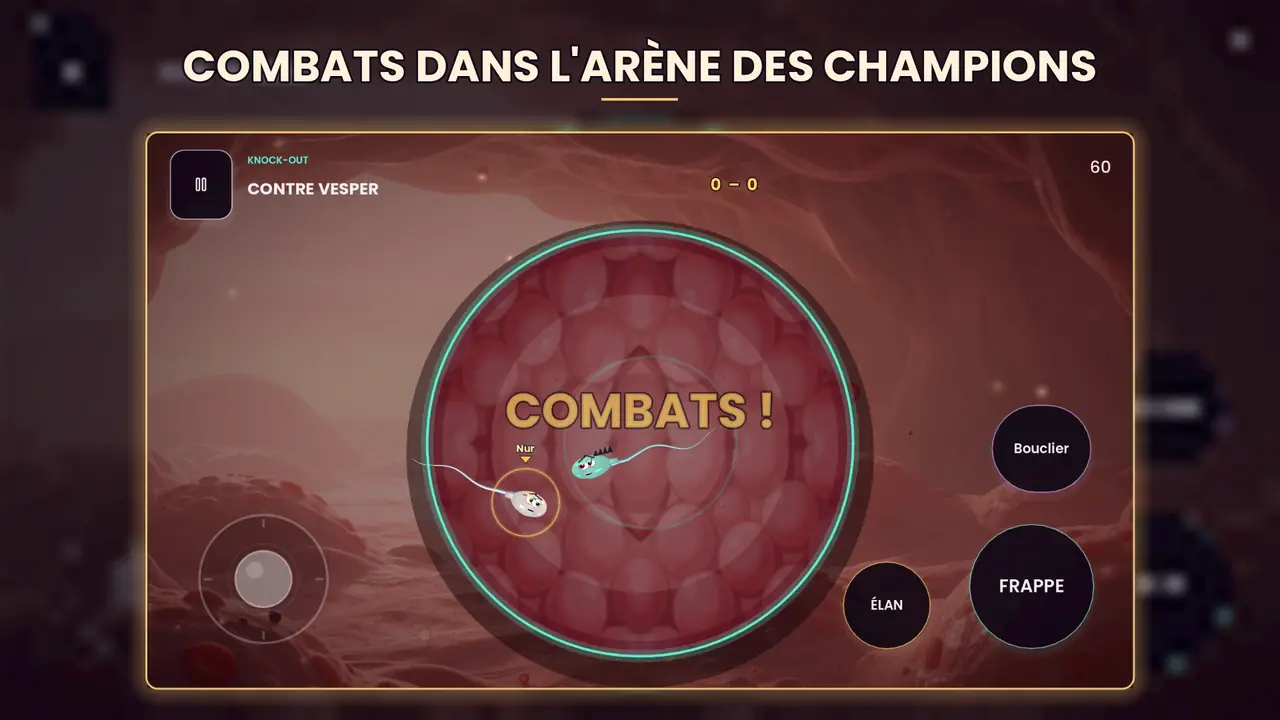 COMBATS DANS L'ARÈNE DES CHAMPIONS
KNOCK-OUT
CONTRE VESPER
0 – 0
60
COMBATS !
Nur
Bouclier
FRAPPE
ÉLAN